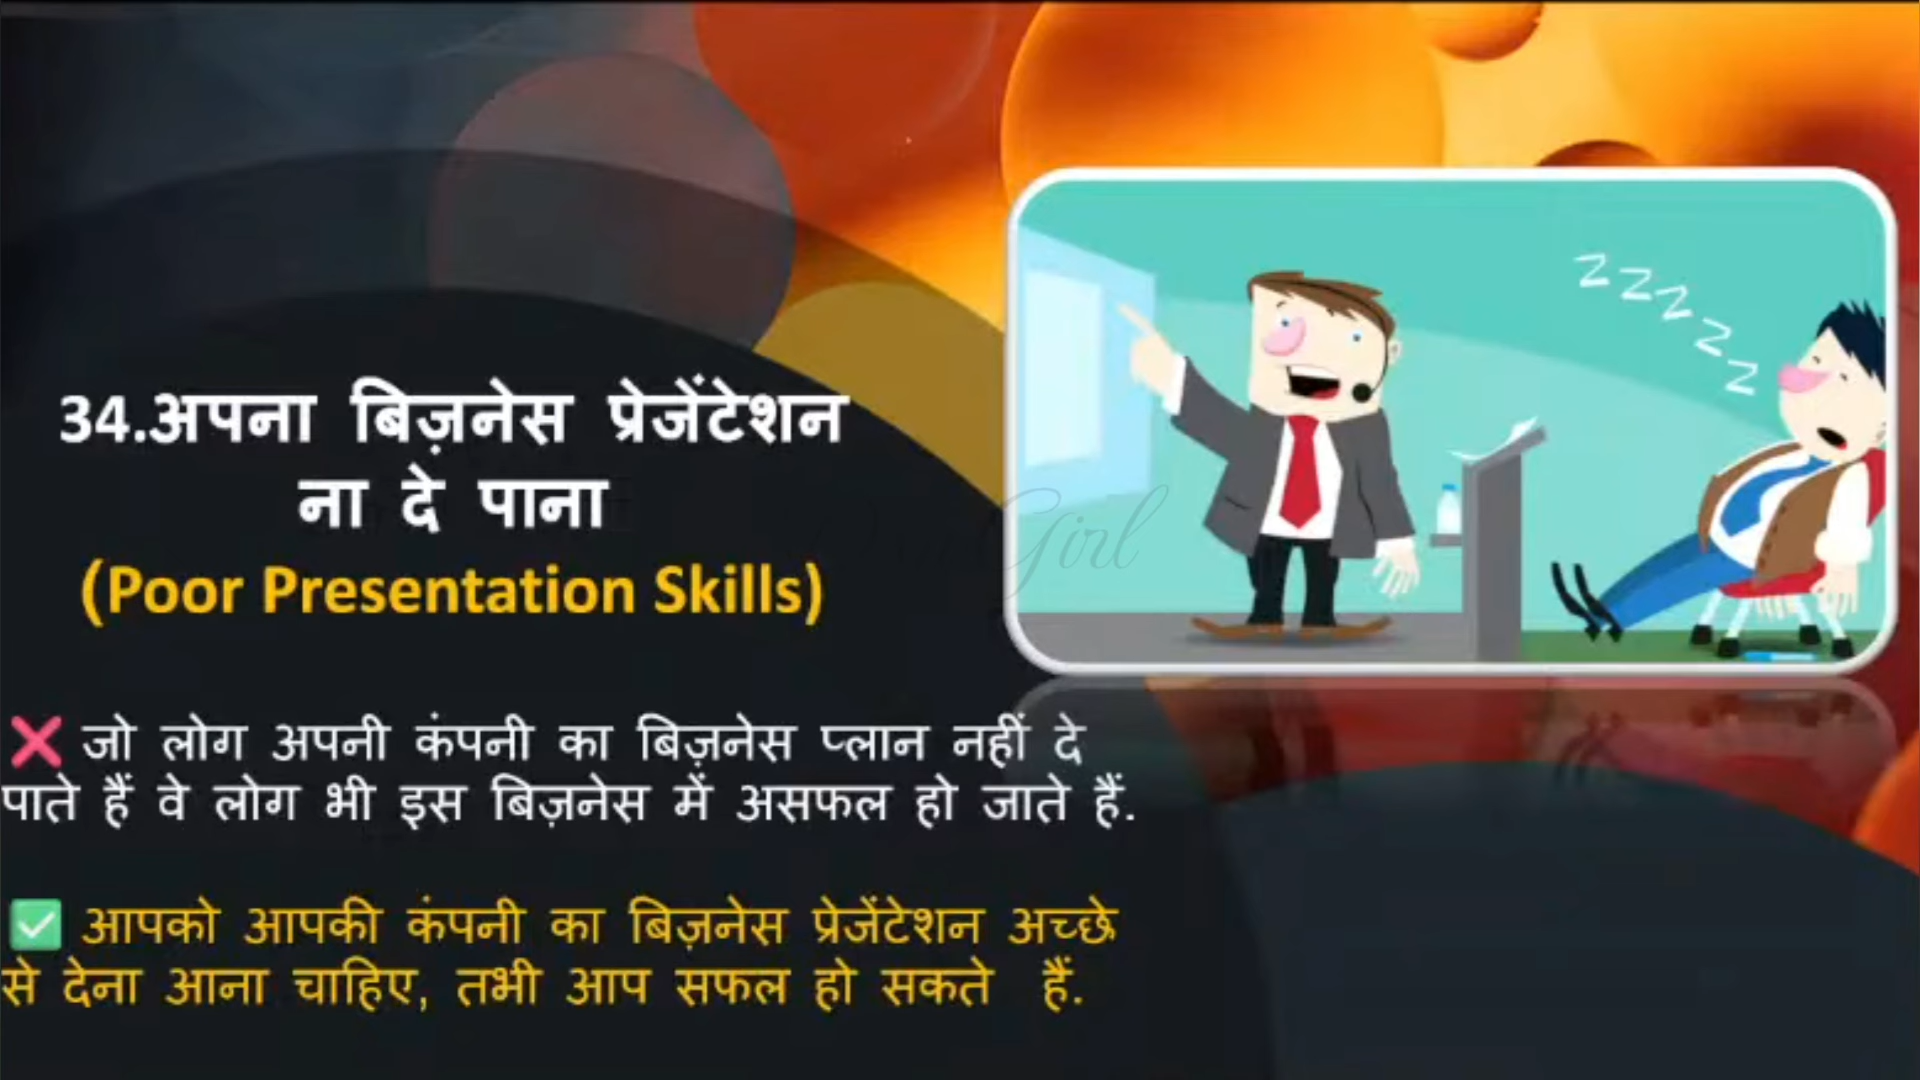 34.अपना बिज़नेस प्रेजेंटेशन
ना दे पाना
(Poor Presentation Skills)
❌ जो लोग अपनी कंपनी का बिज़नेस प्लान नहीं दे
पाते हैं वे लोग भी इस बिज़नेस में असफल हो जाते हैं.
✅ आपको आपकी कंपनी का बिज़नेस प्रेजेंटेशन अच्छे
से देना आना चाहिए, तभी आप सफल हो सकते हैं.
ZZZZZ
Girl